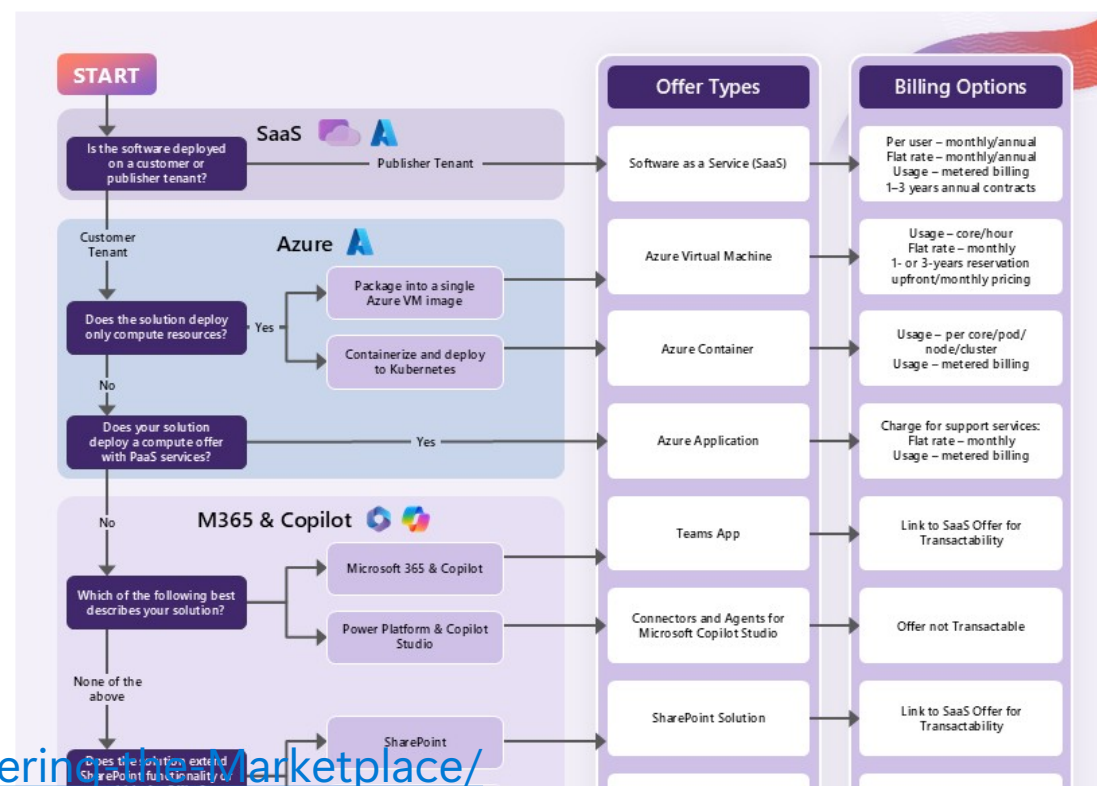 START
Offer Types
Billing Options
SaaS
Is the software deployed
on a customer or
publisher tenant?
Publisher Tenant
Software as a Service (SaaS)
Per user – monthly/annual
Flat rate – monthly/annual
Usage – metered billing
1–3 years annual contracts
Customer
Tenant
Azure
Package into a single
Azure VM image
Azure Virtual Machine
Usage – core/hour
Flat rate – monthly
1- or 3-years reservation
upfront/monthly pricing
Does the solution deploy
only compute resources?
Yes
Containerize and deploy
to Kubernetes
Azure Container
Usage – per core/pod/
node/cluster
Usage – metered billing
No
Does your solution
deploy a compute offer
with PaaS services?
Yes
Azure Application
Charge for support services:
Flat rate – monthly
Usage – metered billing
No
M365 & Copilot
Microsoft 365 & Copilot
Teams App
Link to SaaS Offer for
Transactability
Which of the following best
describes your solution?
Power Platform & Copilot
Studio
Connectors and Agents for
Microsoft Copilot Studio
Offer not Transactable
None of the
above
SharePoint
SharePoint Solution
Link to SaaS Offer for
Transactability
Does the solution extend
SharePoint functionality or
ering-the-Marketplace/